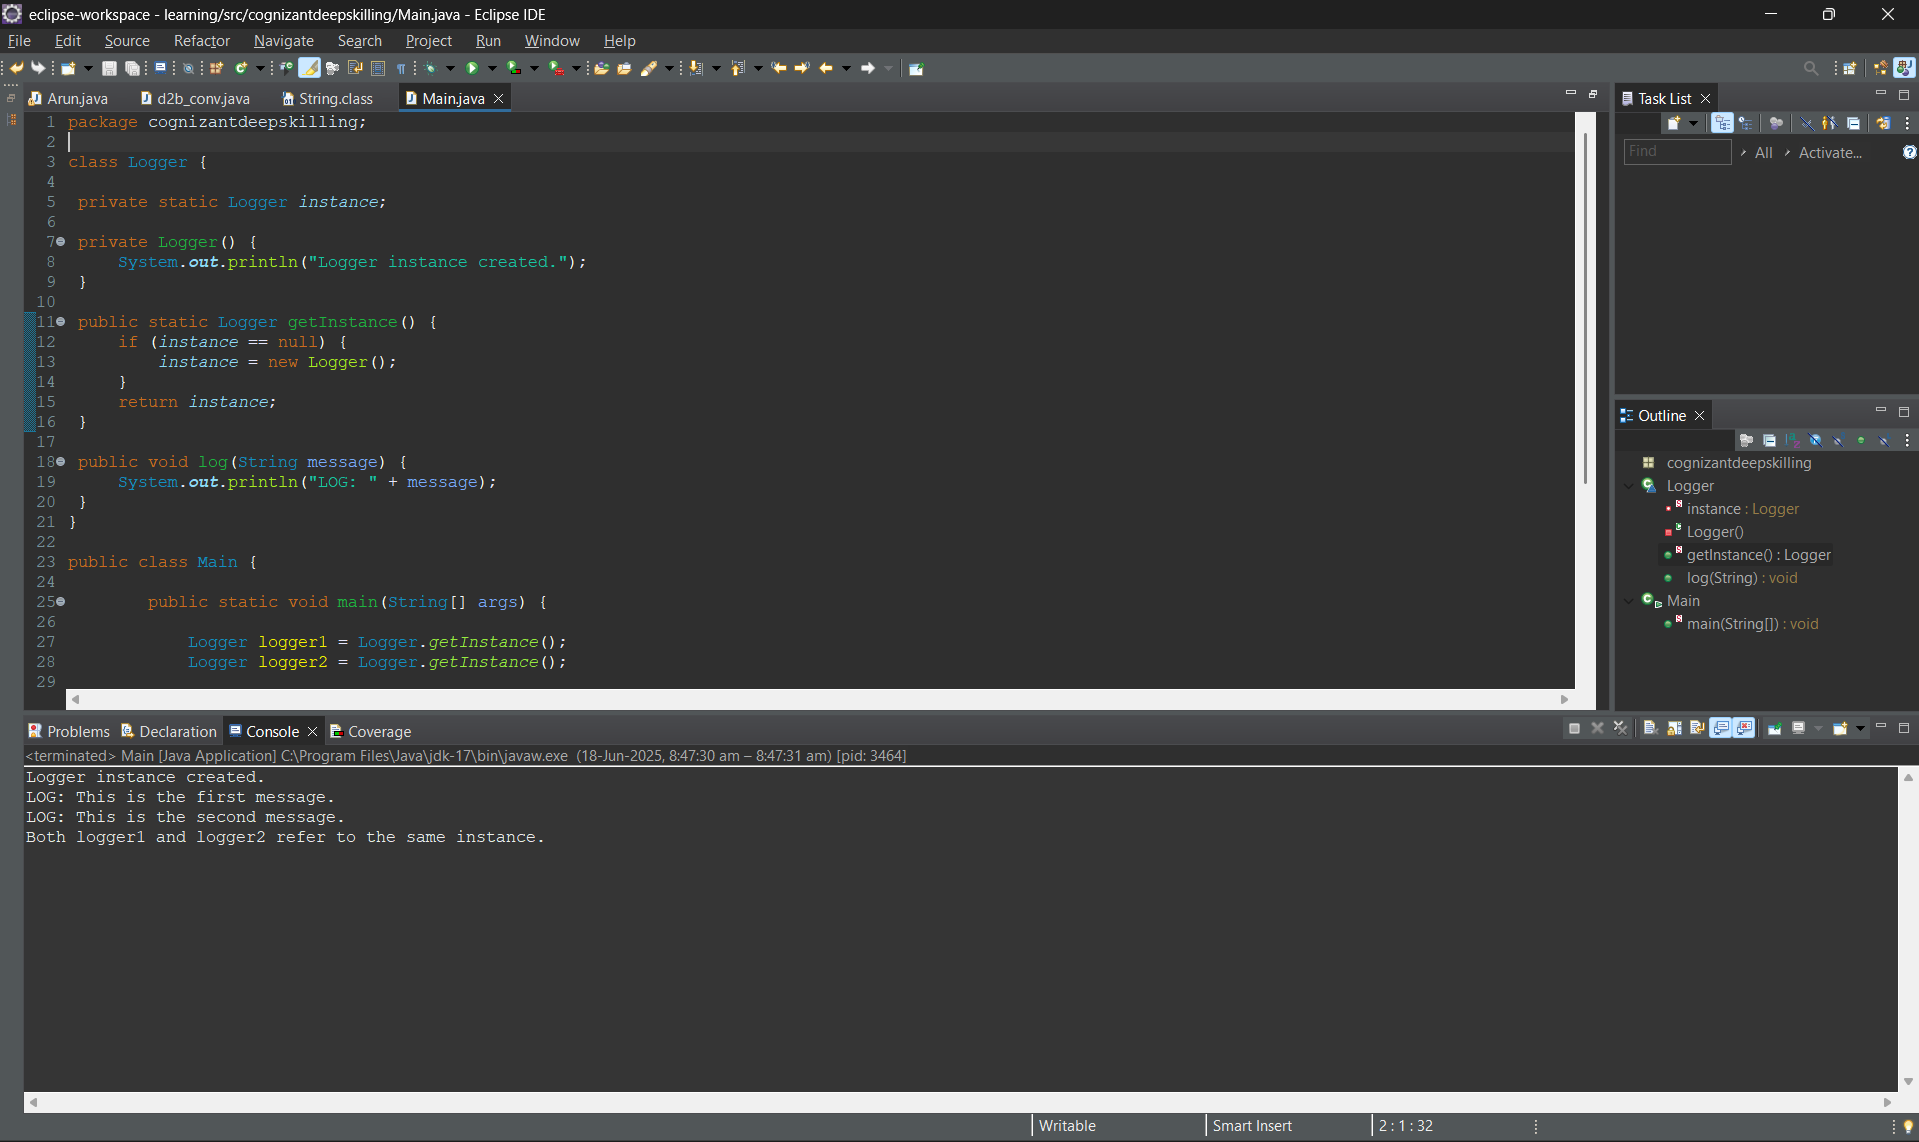 eclipse-workspace - learning/src/cognizantdeepskilling/Main.java - Eclipse IDE
File Edit Source Refactor Navigate Search Project Run Window Help
Arun.java d2b_conv.java String.class Main.java
1 package cognizantdeepskilling;
2
3 class Logger {
4
5 private static Logger instance;
6
7 private Logger() {
8 System.out.println("Logger instance created.");
9 }
10
11 public static Logger getInstance() {
12 if (instance == null) {
13 instance = new Logger();
14 }
15 return instance;
16 }
17
18 public void log(String message) {
19 System.out.println("LOG: " + message);
20 }
21 }
22
23 public class Main {
24
25 public static void main(String[] args) {
26
27 Logger logger1 = Logger.getInstance();
28 Logger logger2 = Logger.getInstance();
29
Task List
Find All Activate...
Outline
cognizantdeepskilling
Logger
instance : Logger
Logger()
getInstance() : Logger
log(String) : void
Main
main(String[]) : void
Problems Declaration Console Coverage
<terminated> Main [Java Application] C:\Program Files\Java\jdk-17\bin\javaw.exe (18-Jun-2025, 8:47:30 am – 8:47:31 am) [pid: 3464]
Logger instance created.
LOG: This is the first message.
LOG: This is the second message.
Both logger1 and logger2 refer to the same instance.
Writable Smart Insert 2 : 1 : 32